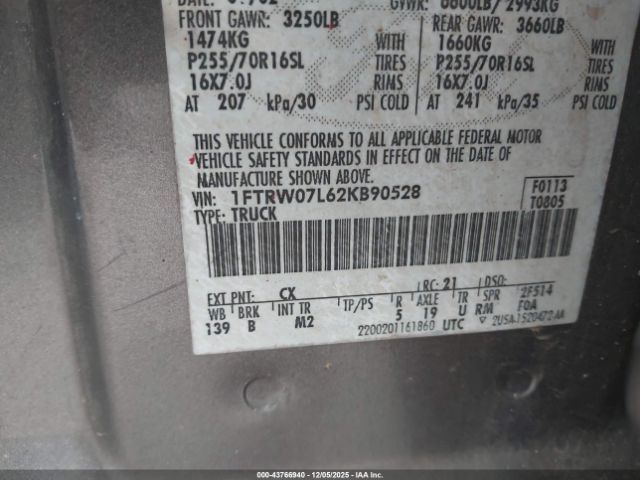 FRONT GAWR: 3250LB REAR GAWR: 3660LB
1474KG WITH 1660KG WITH
P255/70R16SL TIRES P255/70R16SL TIRES
16X7.0J RIMS 16X7.0J RIMS
AT 207 kPa/30 PSI COLD AT 241 kPa/35 PSI COLD
THIS VEHICLE CONFORMS TO ALL APPLICABLE FEDERAL MOTOR
VEHICLE SAFETY STANDARDS IN EFFECT ON THE DATE OF
MANUFACTURE SHOWN ABOVE.
VIN: 1FTRW07L62KB90528 F0113
TYPE: TRUCK T0805
EXT PNT: CX RC: 21 DSO:
WB BRK INT TR TP/PS R AXLE TR SPR 2F514
139 B M2 5 19 U RM FOA
2200201161860 UTC
000-43766940 - 12/05/2025 - IAAI Copart